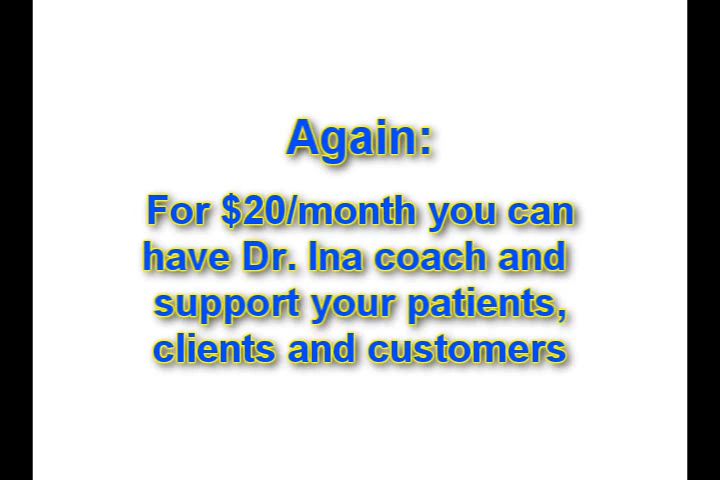 Again:
For $20/month you can
have Dr. Ina coach and
support your patients,
clients and customers